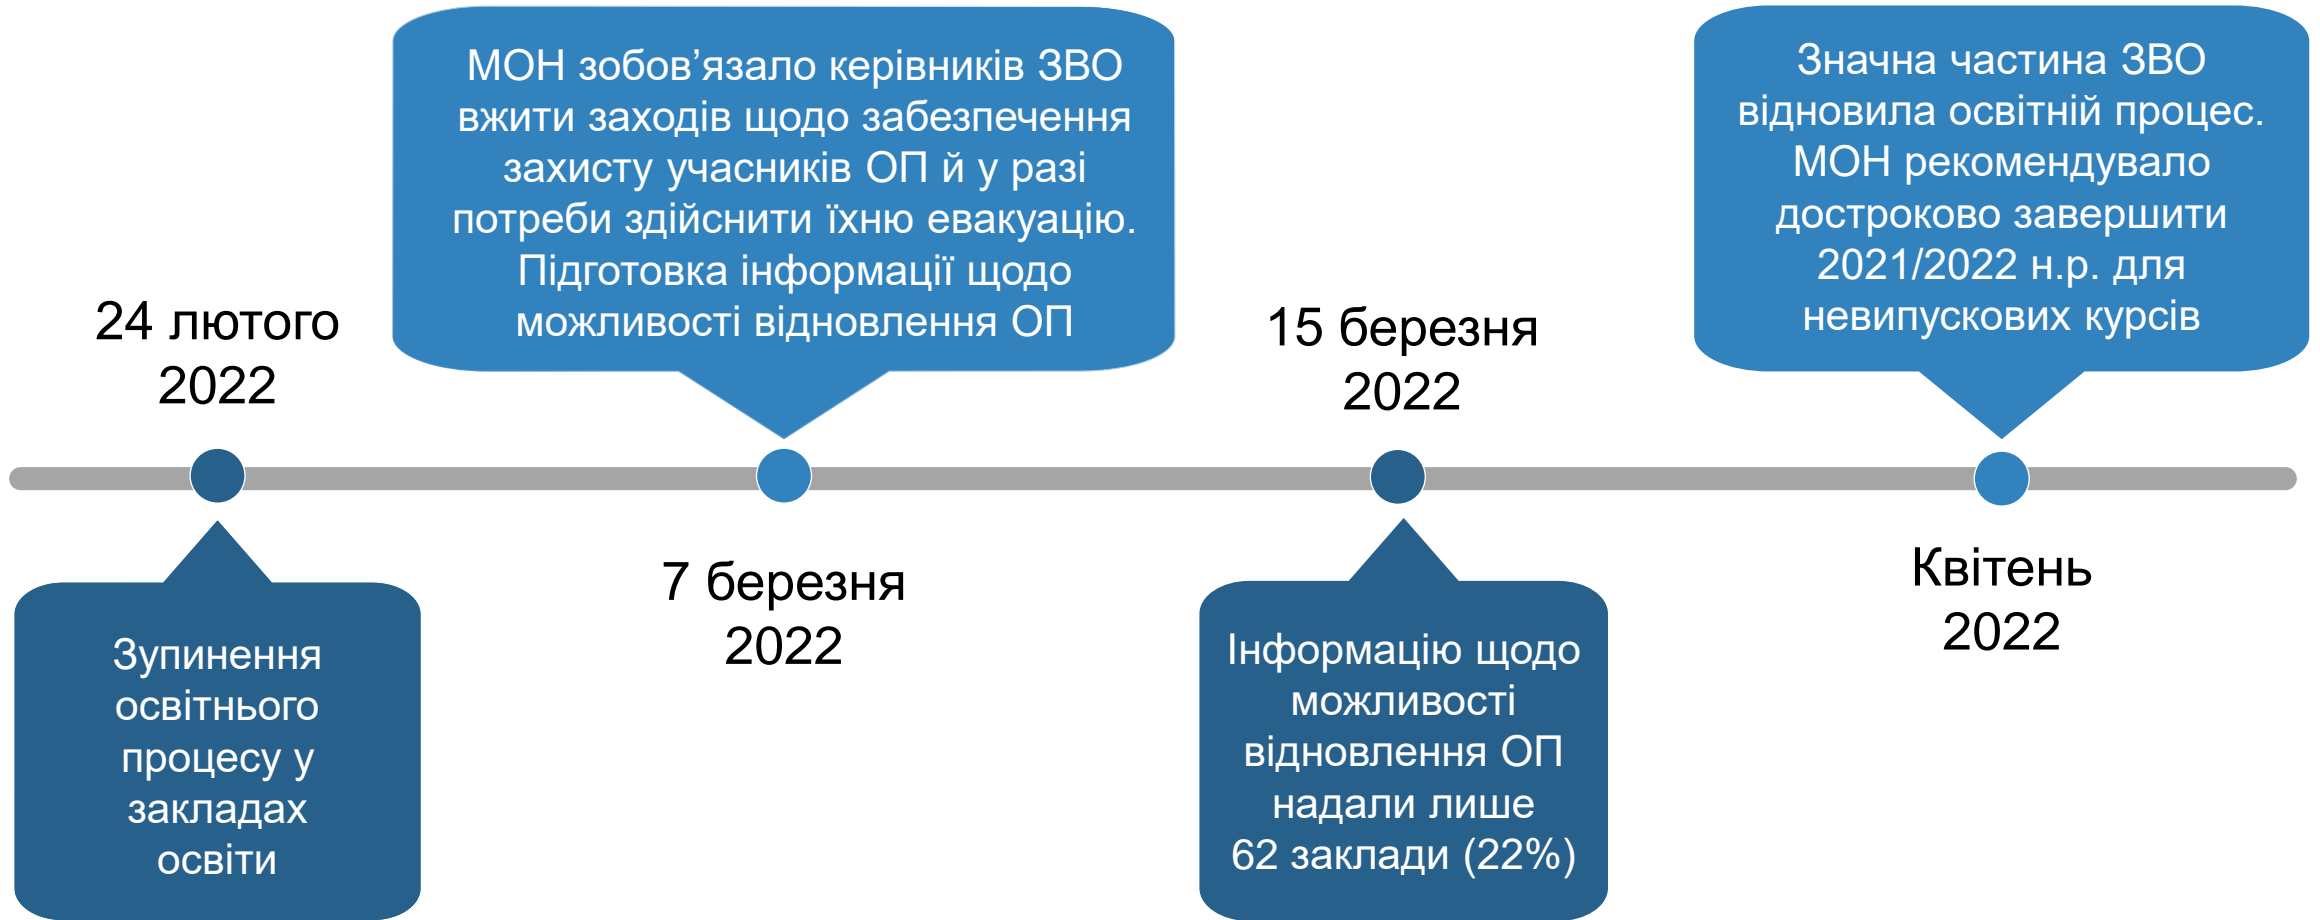 24 лютого
2022
Зупинення
освітнього
процесу у
закладах
освіти
МОН зобов’язало керівників ЗВО
вжити заходів щодо забезпечення
захисту учасників ОП й у разі
потреби здійснити їхню евакуацію.
Підготовка інформації щодо
можливості відновлення ОП
7 березня
2022
15 березня
2022
Інформацію щодо
можливості
відновлення ОП
надали лише
62 заклади (22%)
Значна частина ЗВО
відновила освітній процес.
МОН рекомендувало
достроково завершити
2021/2022 н.р. для
невипускових курсів
Квітень
2022